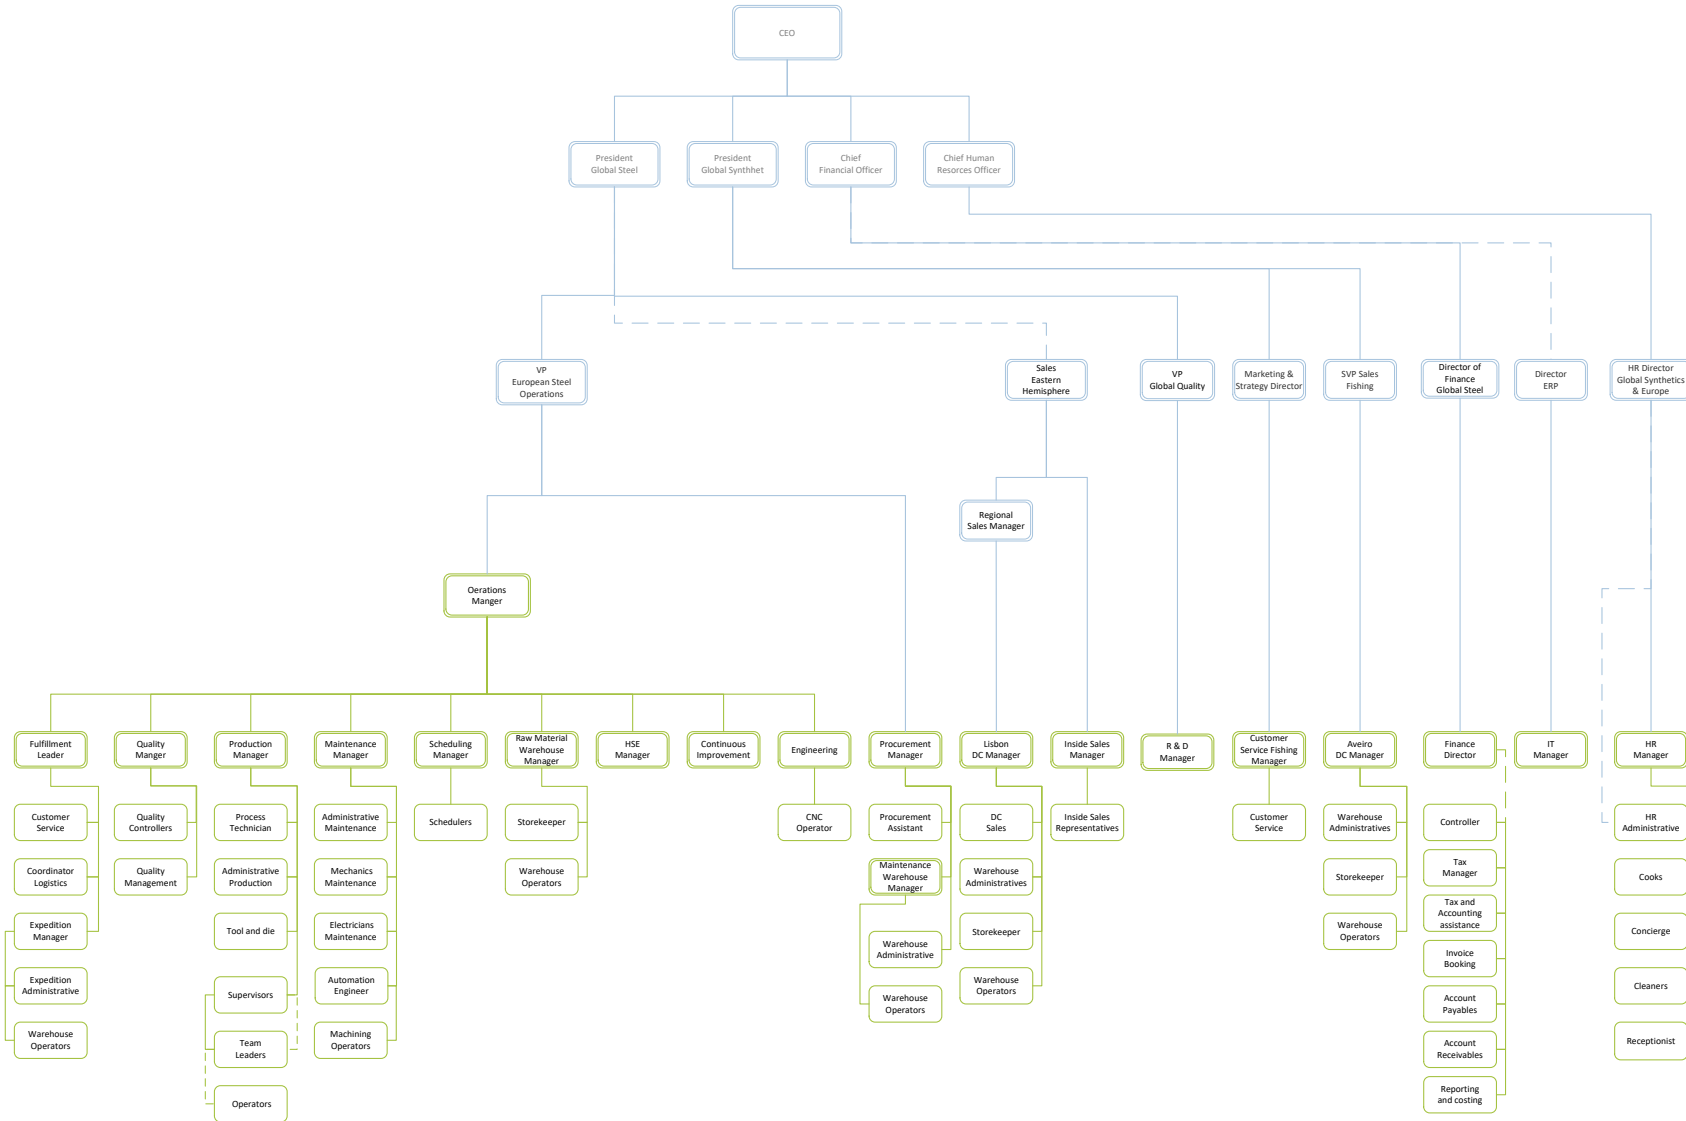 CEO
President
Global Steel
President
Global Synthhet
Chief
Financial Officer
Chief Human
Resorces Officer
VP
European Steel
Operations
Sales
Eastern
Hemisphere
VP
Global Quality
Marketing &
Strategy Director
SVP Sales
Fishing
Director of
Finance
Global Steel
Director
ERP
HR Director
Global Synthetics
& Europe
Regional
Sales Manager
Oerations
Manger
Fulfillment
Leader
Quality
Manger
Production
Manager
Maintenance
Manager
Scheduling
Manager
Raw Material
Warehouse
Manager
HSE
Manager
Continuous
Improvement
Engineering
Procurement
Manager
Lisbon
DC Manager
Inside Sales
Manager
R & D
Manager
Customer
Service Fishing
Manager
Aveiro
DC Manager
Finance
Director
IT
Manager
HR
Manager
Customer
Service
Quality
Controllers
Process
Technician
Administrative
Maintenance
Schedulers
Storekeeper
CNC
Operator
Procurement
Assistant
DC
Sales
Inside Sales
Representatives
Customer
Service
Warehouse
Administratives
Controller
HR
Administrative
Coordinator
Logistics
Quality
Management
Administrative
Production
Mechanics
Maintenance
Warehouse
Operators
Maintenance
Warehouse
Manager
Warehouse
Administratives
Storekeeper
Tax
Manager
Cooks
Expedition
Manager
Tool and die
Electricians
Maintenance
Warehouse
Administrative
Storekeeper
Warehouse
Operators
Tax and
Accounting
assistance
Concierge
Invoice
Booking
Expedition
Administrative
Supervisors
Automation
Engineer
Warehouse
Operators
Warehouse
Operators
Account
Payables
Cleaners
Warehouse
Operators
Team
Leaders
Machining
Operators
Account
Receivables
Receptionist
Operators
Reporting
and costing